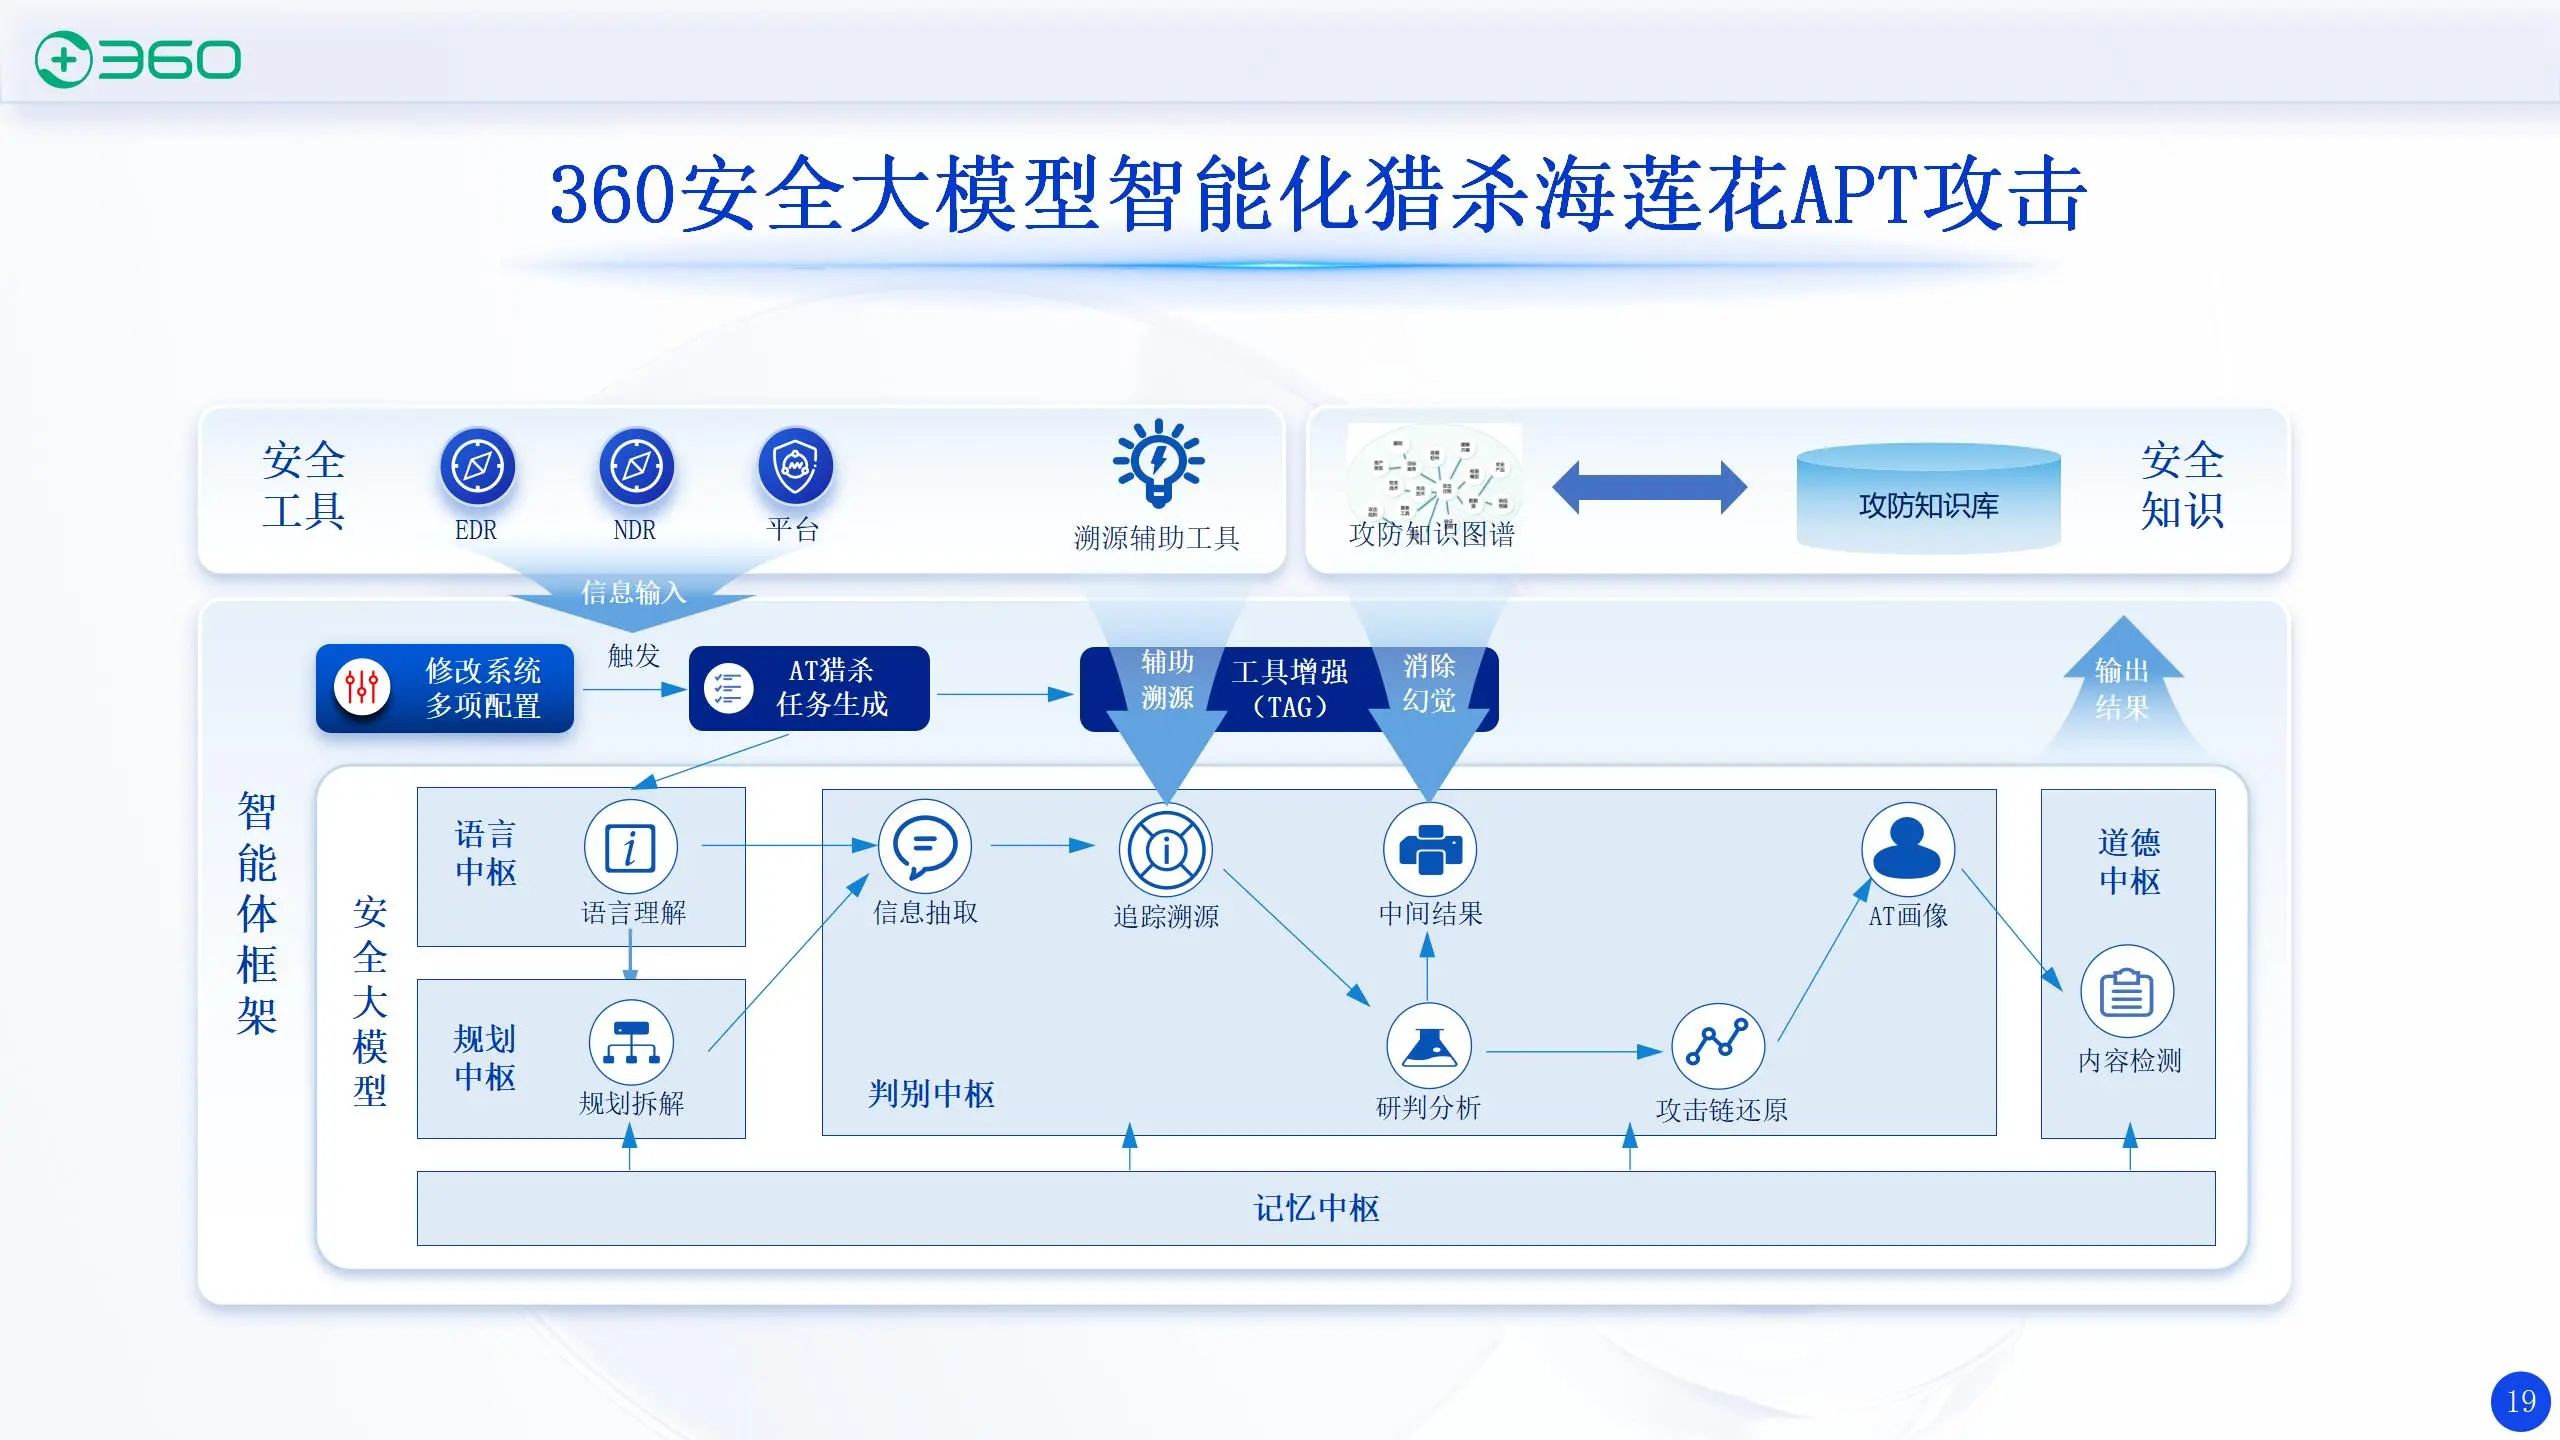 360
360安全大模型智能化猎杀海莲花APT攻击
安全
工具
EDR
NDR
平台
溯源辅助工具
攻防知识图谱
攻防知识库
安全
知识
信息输入
触发
修改系统
多项配置
AT猎杀
任务生成
辅助
溯源
工具增强
(TAG)
消除
幻觉
输出
结果
智能体框架
安全大模型
语言
中枢
语言理解
规划
中枢
规划拆解
信息抽取
追踪溯源
中间结果
AT画像
判别中枢
研判分析
攻击链还原
道德
中枢
内容检测
记忆中枢
19